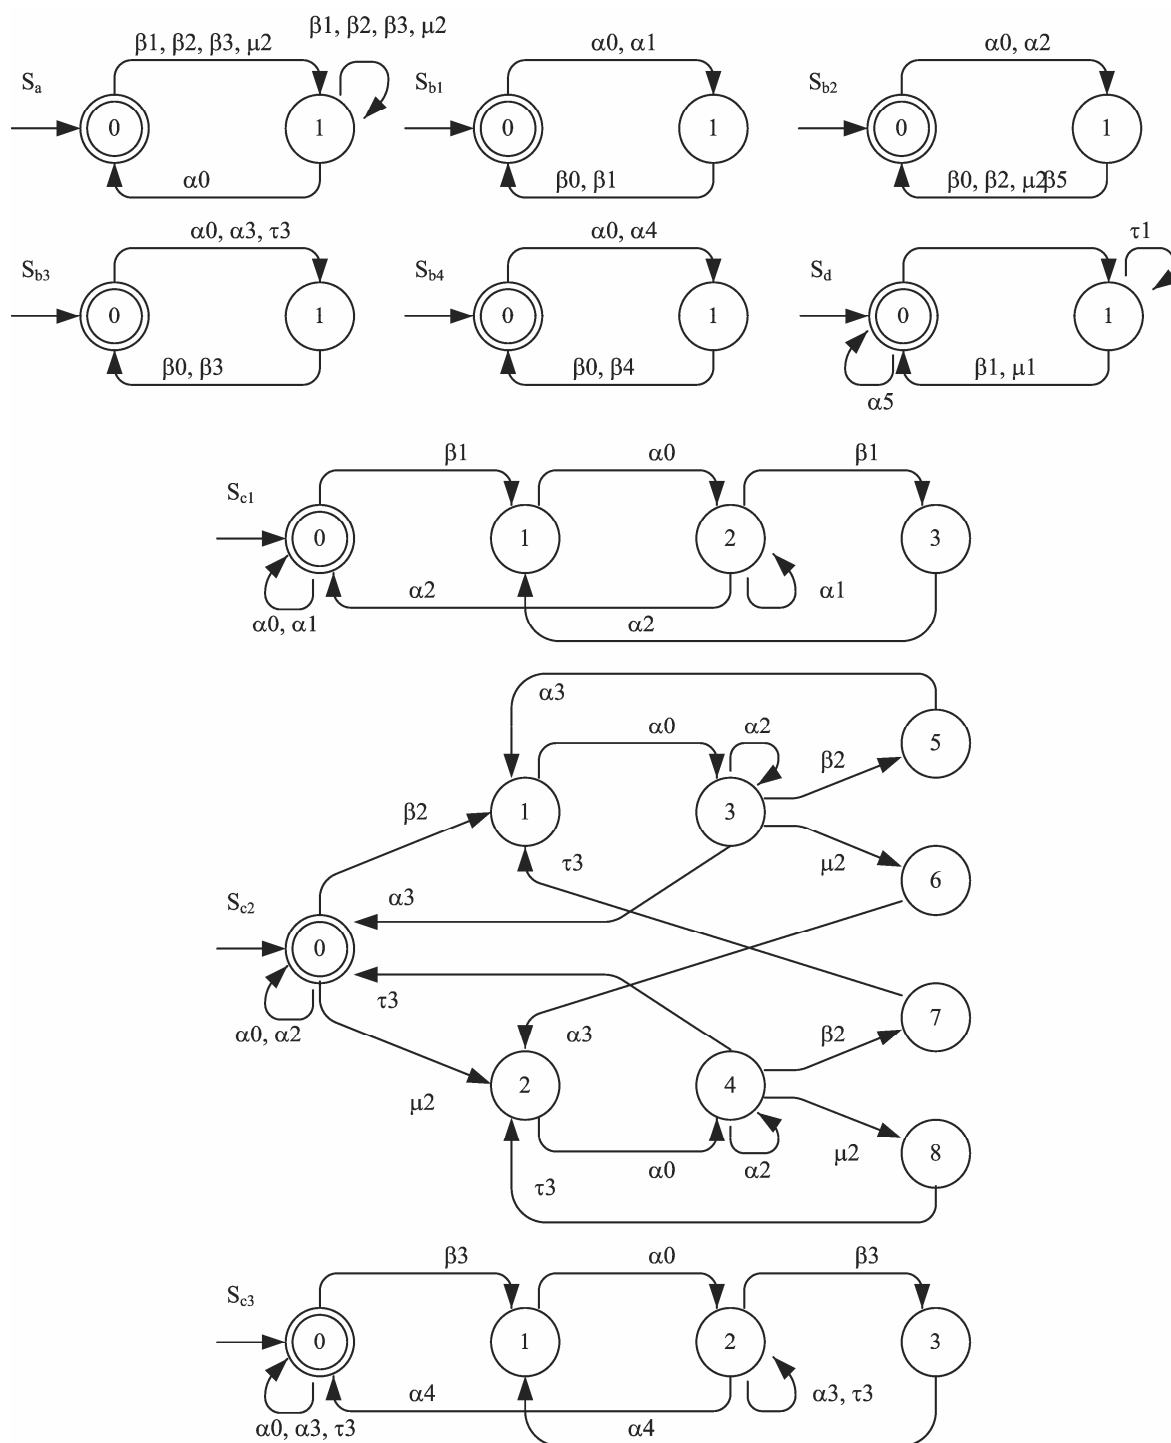 β1, β2, β3, μ2
β1, β2, β3, μ2
Sa
0
1
α0
α0, α1
Sb1
0
1
β0, β1
α0, α2
Sb2
0
1
β0, β2, μ2β5
α0, α3, τ3
Sb3
0
1
β0, β3
α0, α4
Sb4
0
1
β0, β4
τ1
Sd
0
1
β1, μ1
α5
β1
α0
β1
Sc1
0
1
2
3
α2
α1
α0, α1
α2
α3
α0
α2
5
β2
β2
1
3
τ3
μ2
6
α3
Sc2
0
τ3
α0, α2
α3
β2
7
μ2
2
4
α0
α2
μ2
8
τ3
β3
α0
β3
Sc3
0
1
2
3
α4
α3, τ3
α0, α3, τ3
α4